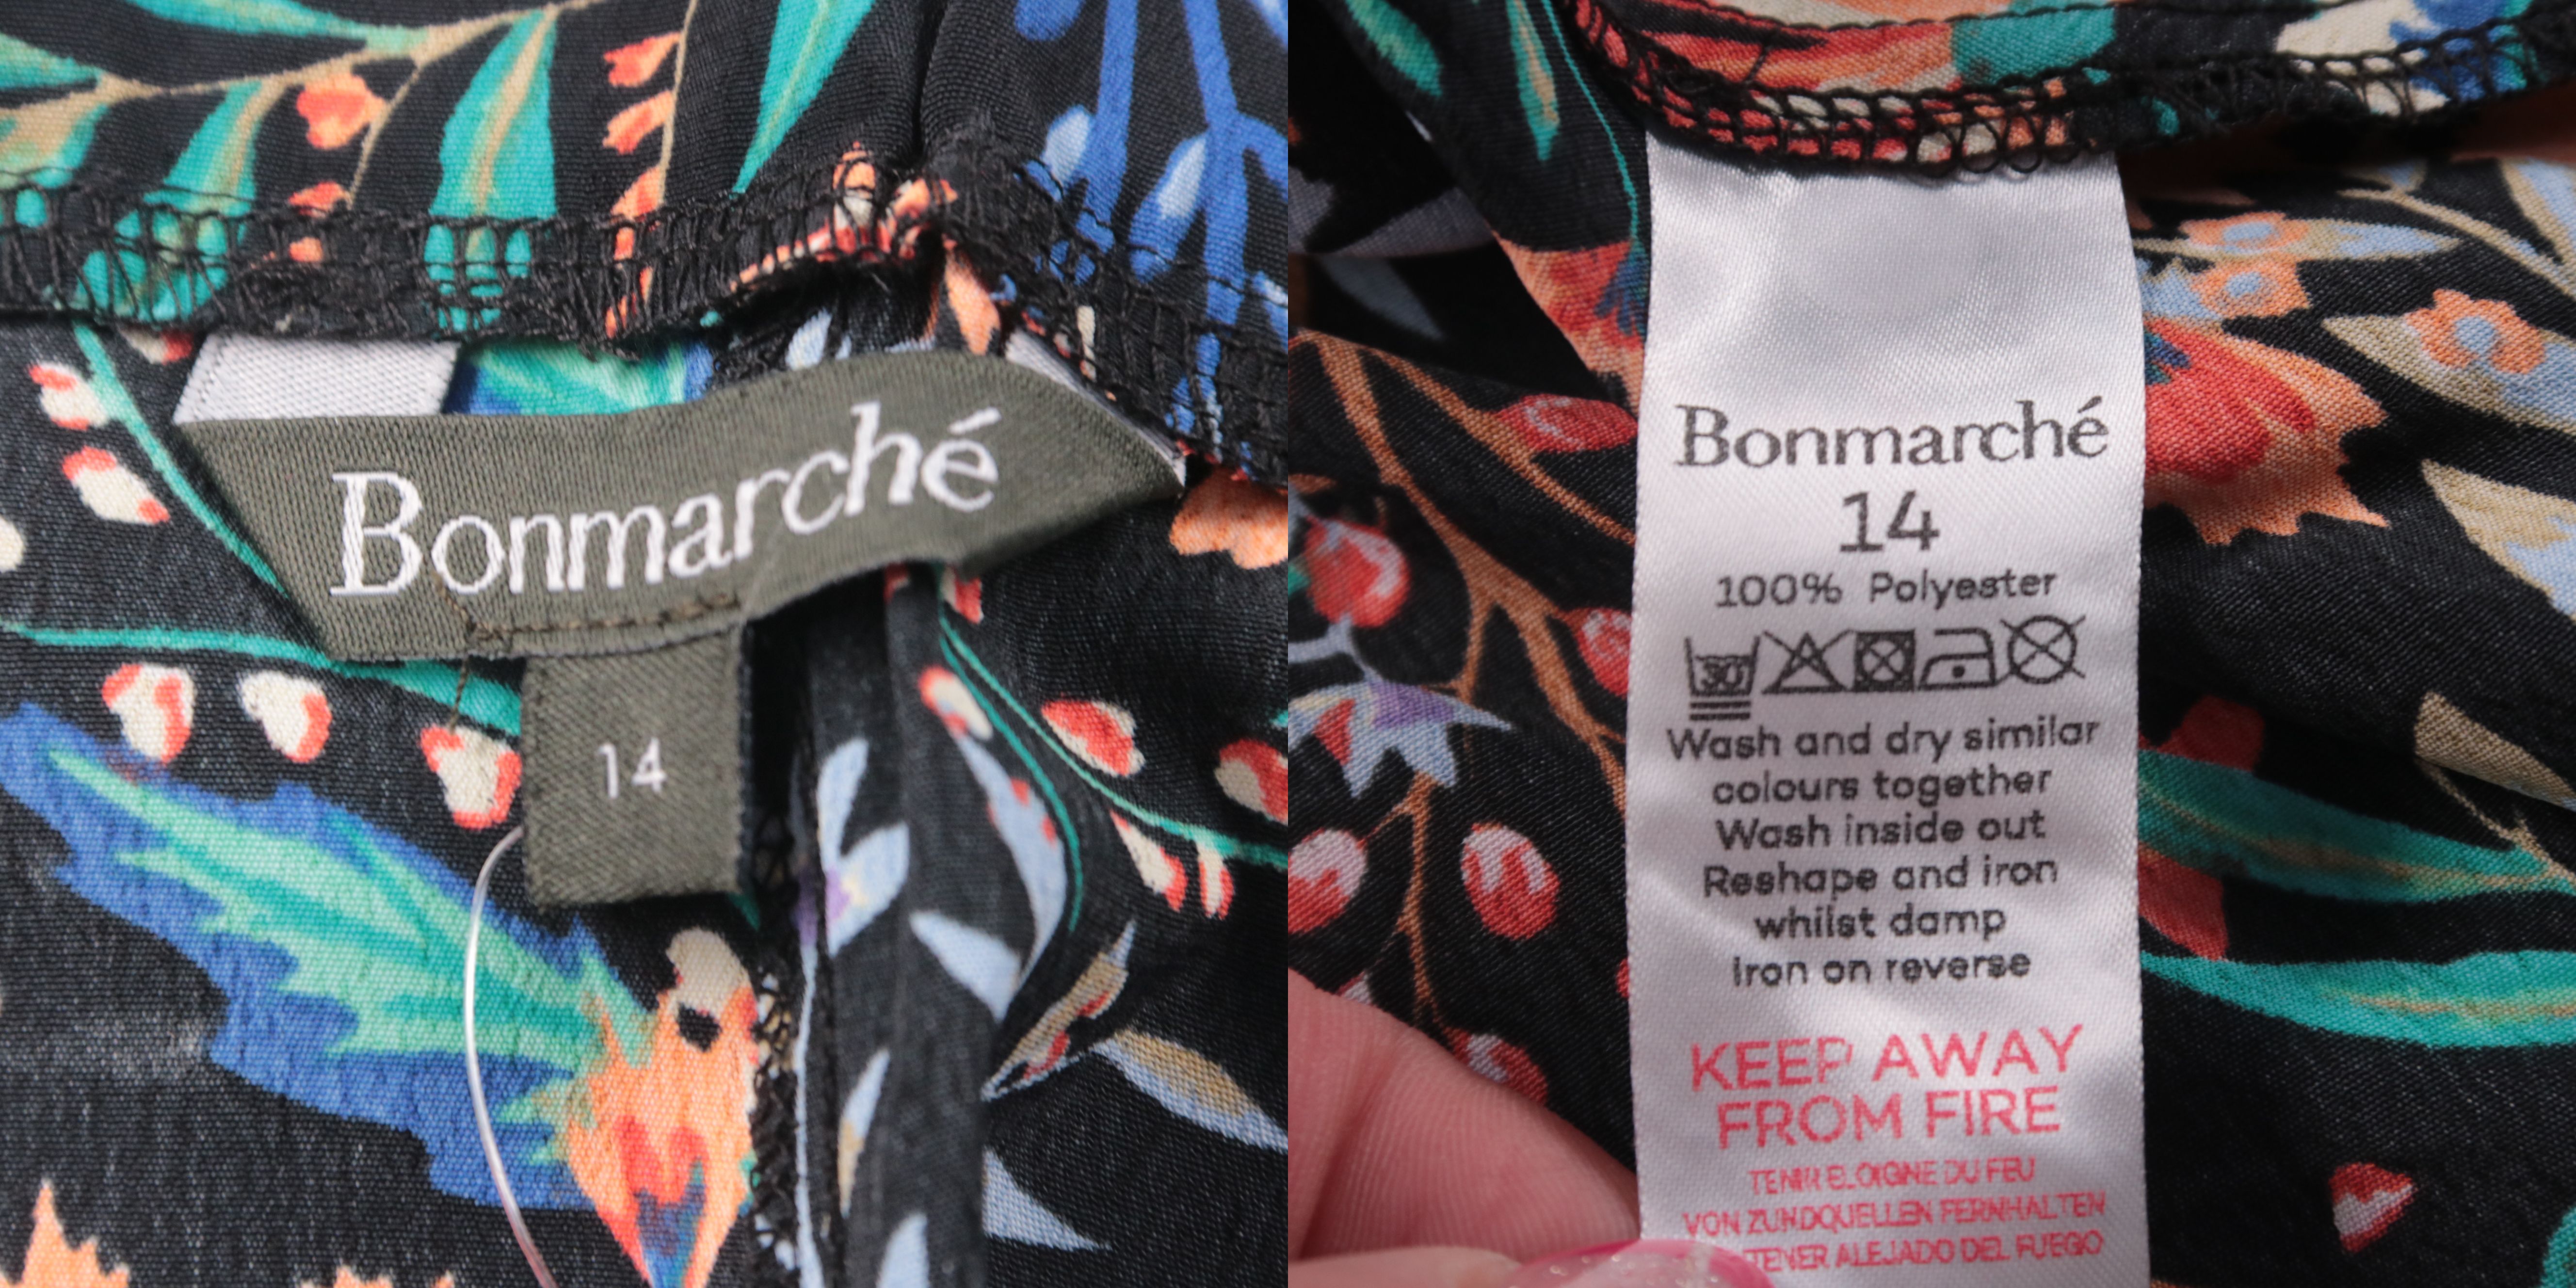 Bonmarché
14
Bonmarché
14
100% Polyester
30
Wash and dry similar
colours together
Wash inside out
Reshape and iron
whilst damp
Iron on reverse
KEEP AWAY
FROM FIRE
TENIR ELOIGNE DU FEU
VON ZUNDQUELLEN FERNHALTEN
TENER ALEJADO DEL FUEGO